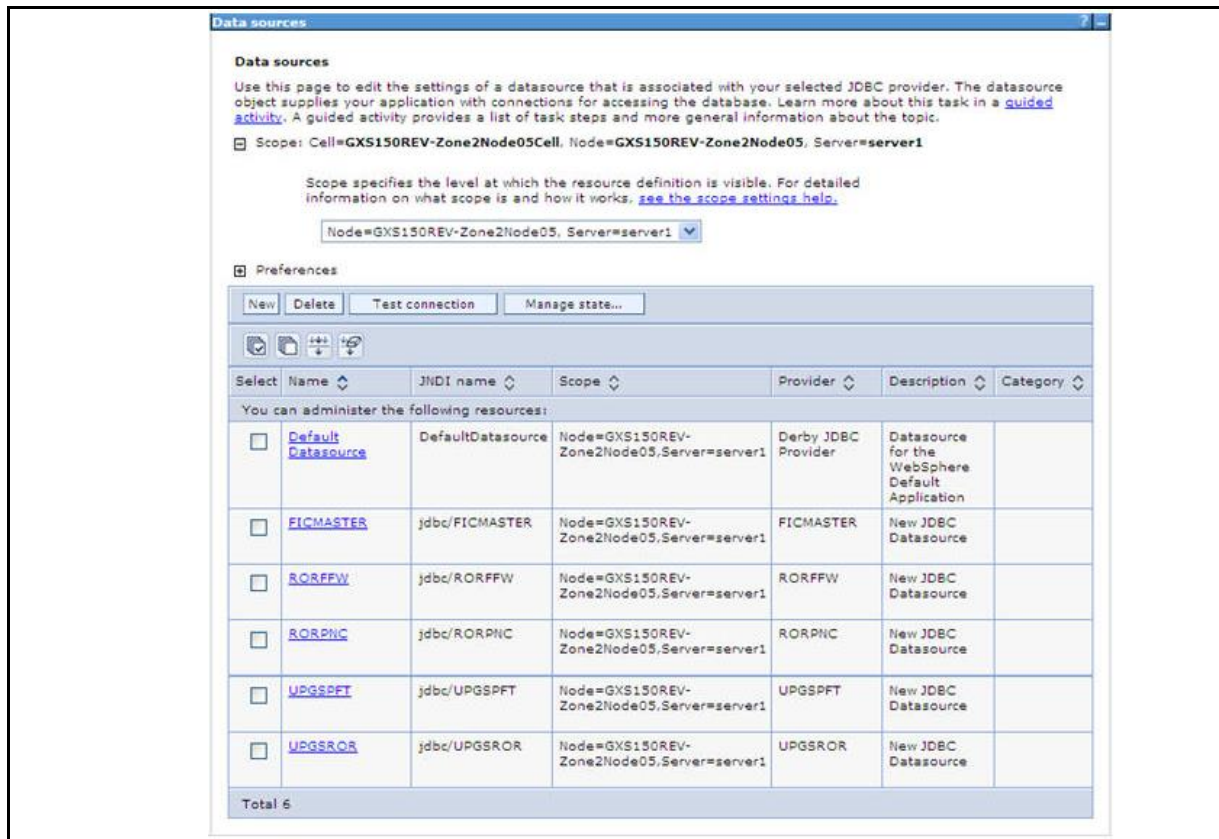 Data sources
? _
Data sources
Use this page to edit the settings of a datasource that is associated with your selected JDBC provider. The datasource
object supplies your application with connections for accessing the database. Learn more about this task in a guided
activity. A guided activity provides a list of task steps and more general information about the topic.
Scope: Cell=GXS150REV-Zone2Node05Cell, Node=GXS150REV-Zone2Node05, Server=server1
Scope specifies the level at which the resource definition is visible. For detailed
information on what scope is and how it works, see the scope settings help.
Node=GXS150REV-Zone2Node05, Server=server1
Preferences
New Delete Test connection Manage state...
Select Name JNDI name Scope Provider Description Category
You can administer the following resources:
Default DefaultDatasource Node=GXS150REV- Derby JDBC Datasource
Datasource Zone2Node05,Server=server1 Provider for the
WebSphere
Default
Application
FICMASTER jdbc/FICMASTER Node=GXS150REV- FICMASTER New JDBC
Zone2Node05,Server=server1 Datasource
RORFFW jdbc/RORFFW Node=GXS150REV- RORFFW New JDBC
Zone2Node05,Server=server1 Datasource
RORPNC jdbc/RORPNC Node=GXS150REV- RORPNC New JDBC
Zone2Node05,Server=server1 Datasource
UPGSPFT jdbc/UPGSPFT Node=GXS150REV- UPGSPFT New JDBC
Zone2Node05,Server=server1 Datasource
UPGSROR jdbc/UPGSROR Node=GXS150REV- UPGSROR New JDBC
Zone2Node05,Server=server1 Datasource
Total 6